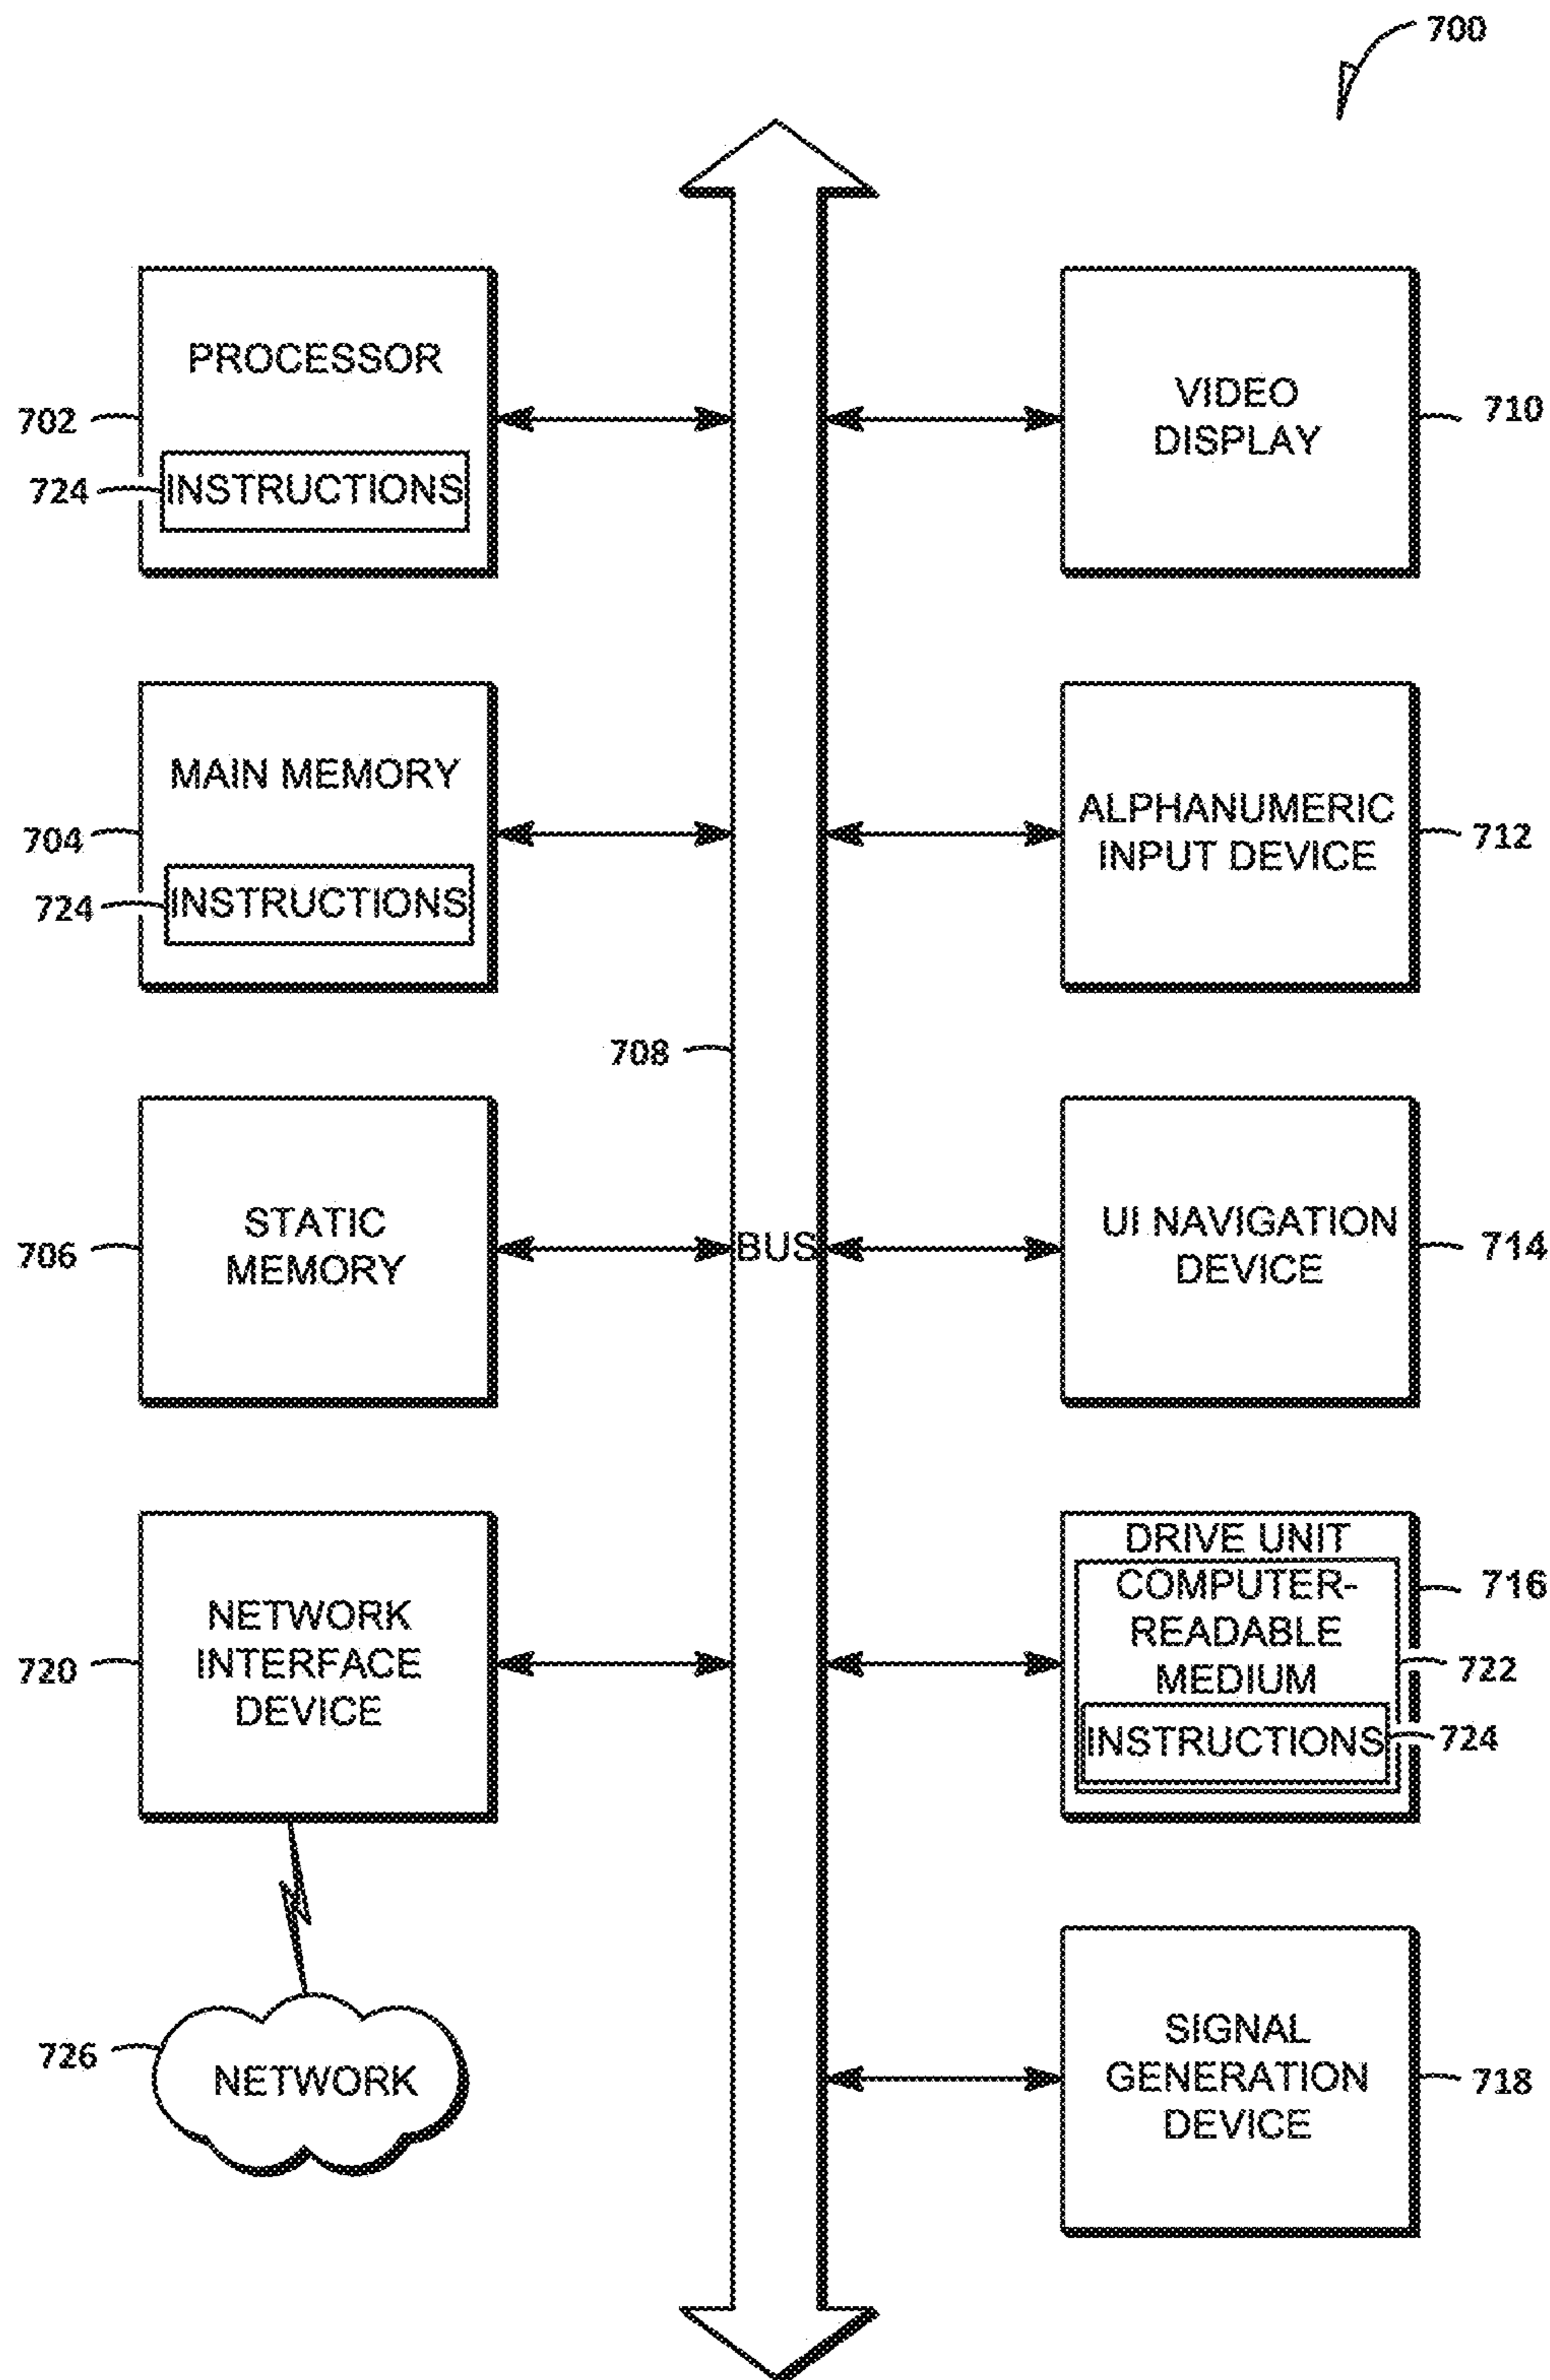 700
PROCESSOR
702
724
INSTRUCTIONS
VIDEO
DISPLAY
710
MAIN MEMORY
704
724
INSTRUCTIONS
ALPHANUMERIC
INPUT DEVICE
712
708
STATIC
MEMORY
706
BUS
UI NAVIGATION
DEVICE
714
NETWORK
INTERFACE
DEVICE
720
DRIVE UNIT
COMPUTER-
READABLE
MEDIUM
INSTRUCTIONS
716
722
724
726
NETWORK
SIGNAL
GENERATION
DEVICE
718